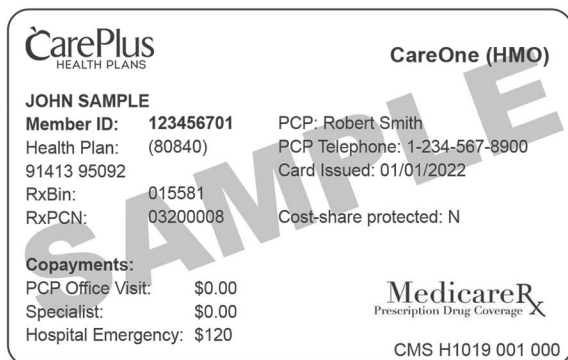 CarePlus
HEALTH PLANS
CareOne (HMO)
JOHN SAMPLE
Member ID: 123456701
Health Plan: (80840)
91413 95092
RxBin: 015581
RxPCN: 03200008
PCP: Robert Smith
PCP Telephone: 1-234-567-8900
Card Issued: 01/01/2022
Cost-share protected: N
SAMPLE
Copayments:
PCP Office Visit: $0.00
Specialist: $0.00
Hospital Emergency: $120
MedicareRx
Prescription Drug Coverage
CMS H1019 001 000